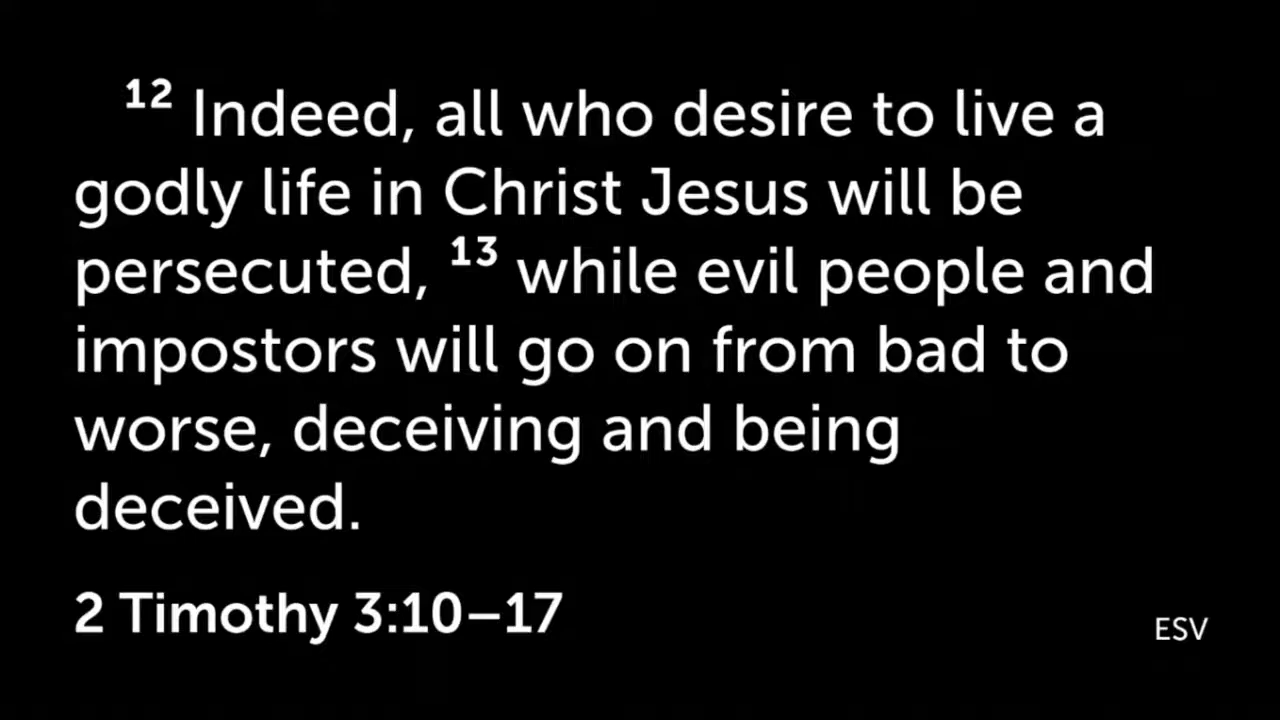 12 Indeed, all who desire to live a
godly life in Christ Jesus will be
persecuted, 13 while evil people and
impostors will go on from bad to
worse, deceiving and being
deceived.
2 Timothy 3:10–17
ESV